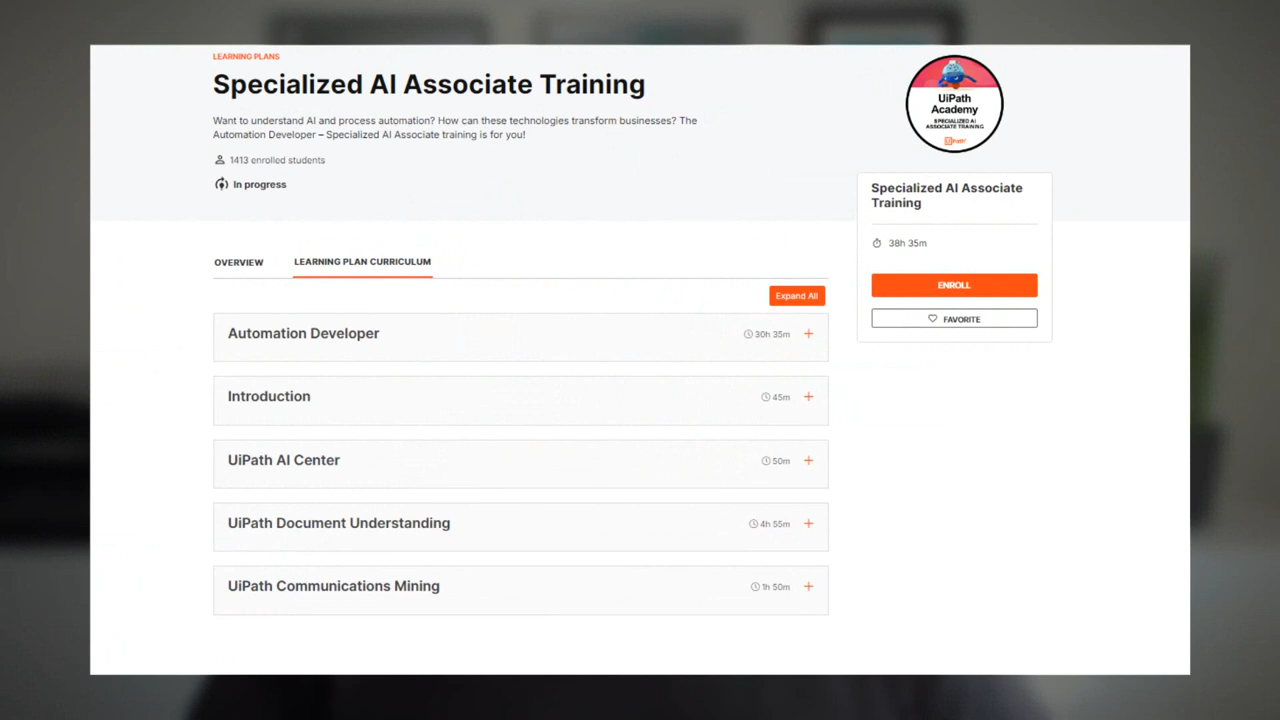 LEARNING PLANS
Specialized AI Associate Training
Want to understand AI and process automation? How can these technologies transform businesses? The
Automation Developer – Specialized AI Associate training is for you!
1413 enrolled students
In progress
UiPath
Academy
SPECIALIZED AI
ASSOCIATE TRAINING
UiPath
Specialized AI Associate
Training
38h 35m
ENROLL
FAVORITE
OVERVIEW
LEARNING PLAN CURRICULUM
Expand All
Automation Developer
30h 35m
Introduction
45m
UiPath AI Center
50m
UiPath Document Understanding
4h 55m
UiPath Communications Mining
1h 50m